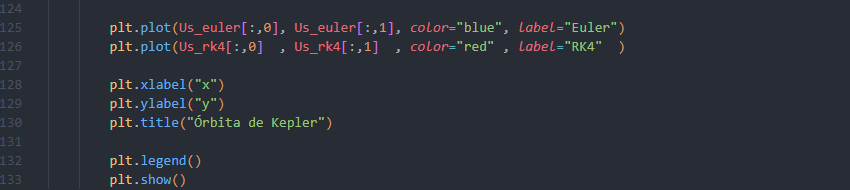 124
125 plt.plot(Us_euler[:,0], Us_euler[:,1], color="blue", label="Euler")
126 plt.plot(Us_rk4[:,0]  , Us_rk4[:,1]  , color="red" , label="RK4"  )
127
128 plt.xlabel("x")
129 plt.ylabel("y")
130 plt.title("Órbita de Kepler")
131
132 plt.legend()
133 plt.show()